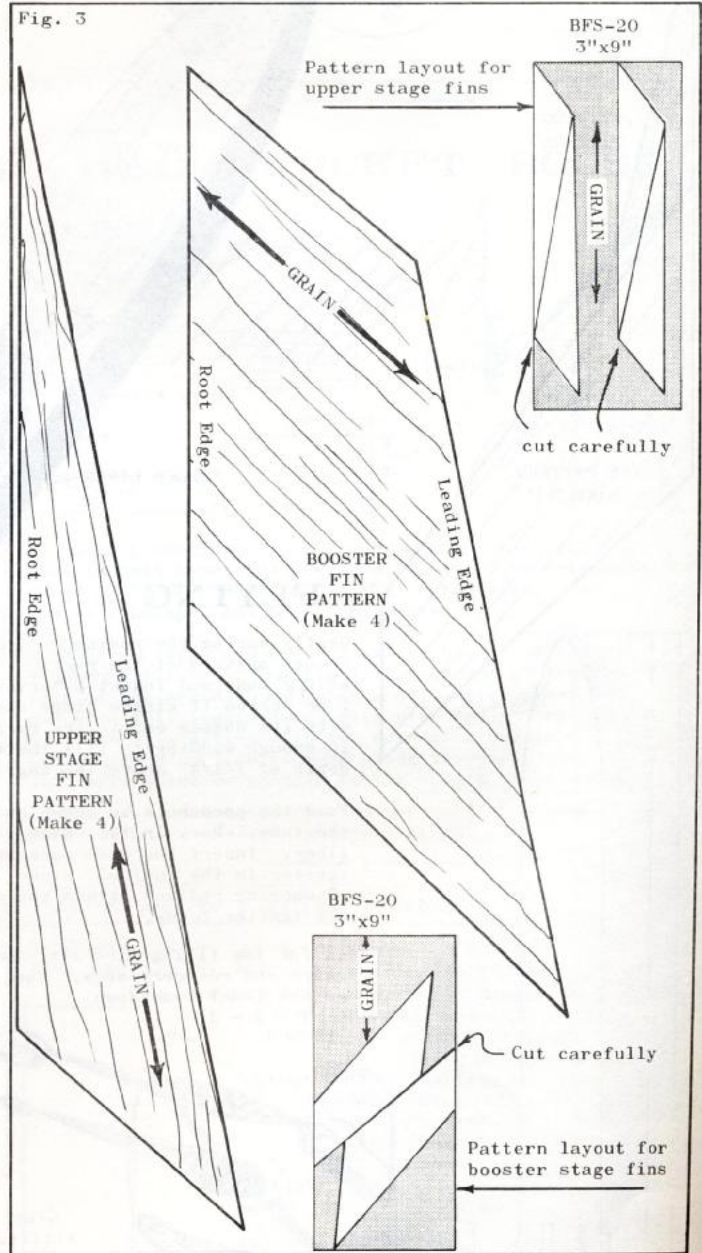 Fig. 3
BFS-20
3"x9"
Pattern layout for
upper stage fins
GRAIN
cut carefully
GRAIN
Root Edge
Leading Edge
BOOSTER
FIN
PATTERN
(Make 4)
Root Edge
Leading Edge
UPPER
STAGE
FIN
PATTERN
(Make 4)
GRAIN
BFS-20
3"x9"
GRAIN
Cut carefully
Pattern layout for
booster stage fins